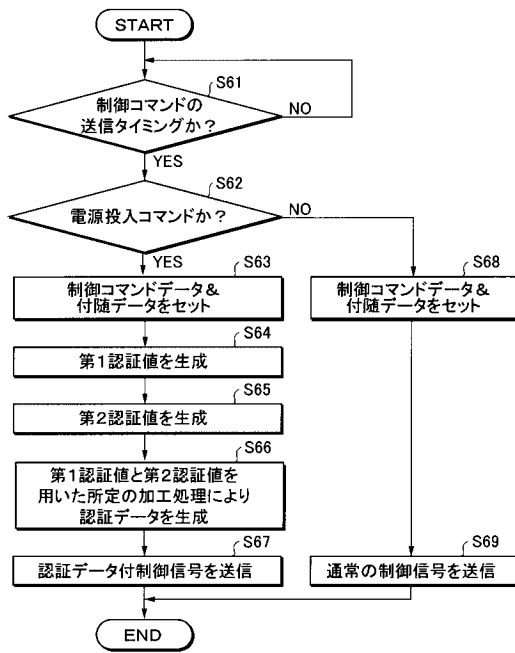 START
S61
制御コマンドの
送信タイミングか？
NO
YES
S62
電源投入コマンドか？
NO
YES
S63
制御コマンドデータ＆
付随データをセット
S68
制御コマンドデータ＆
付随データをセット
S64
第1認証値を生成
S65
第2認証値を生成
S66
第1認証値と第2認証値を
用いた所定の加工処理により
認証データを生成
S67
認証データ付制御信号を送信
S69
通常の制御信号を送信
END